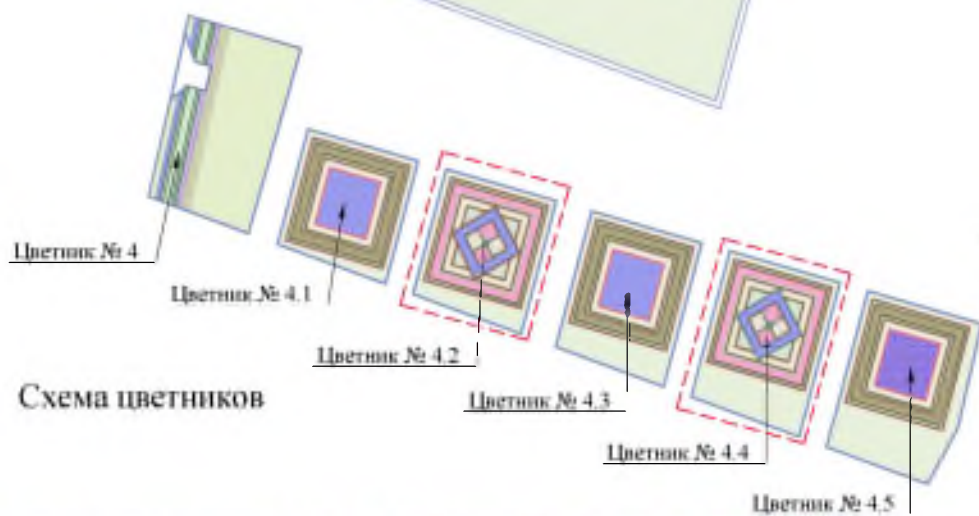 Цветник № 4
Цветник № 4.1
Цветник № 4.2
Схема цветников
Цветник № 4.3
Цветник № 4.4
Цветник № 4.5